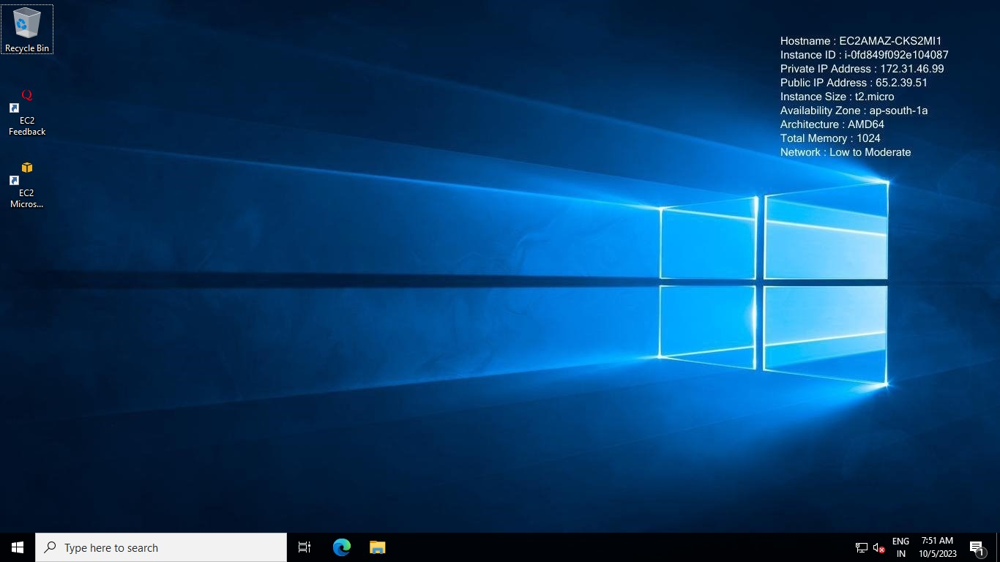 Recycle Bin
Q
EC2
Feedback
EC2
Micros...
Hostname : EC2AMAZ-CKS2MI1
Instance ID : i-0fd849f092e104087
Private IP Address : 172.31.46.99
Public IP Address : 65.2.39.51
Instance Size : t2.micro
Availability Zone : ap-south-1a
Architecture : AMD64
Total Memory : 1024
Network : Low to Moderate
Type here to search
ENG
IN
7:51 AM
10/5/2023
1